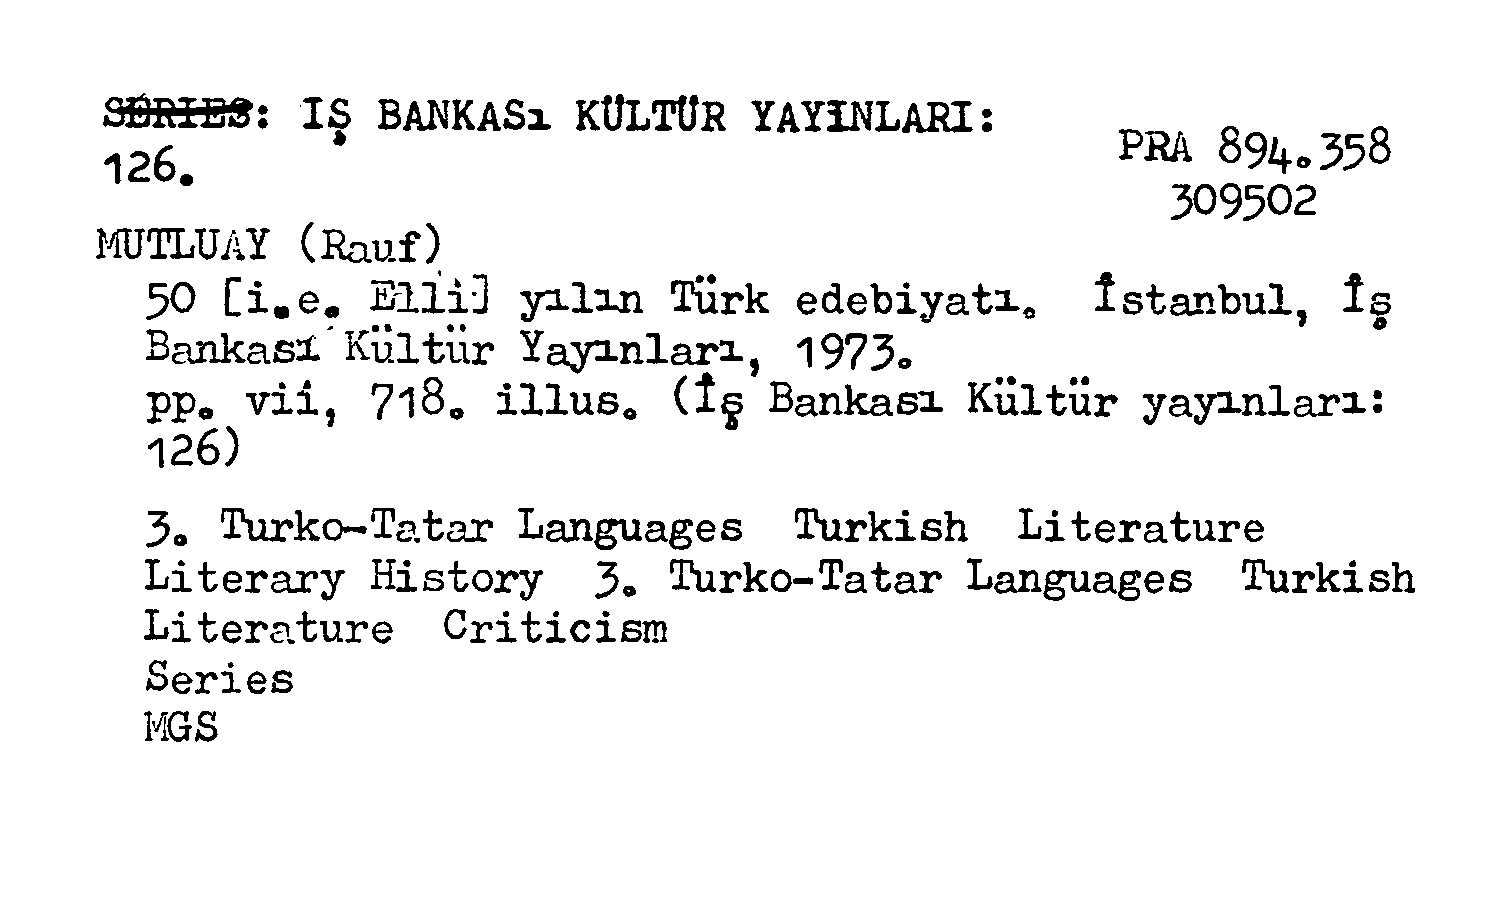 SERIES: IŞ BANKASı KÜLTÜR YAYINLARI:
126.
PRA 894.358
309502
MUTLUAY (Rauf)
50 [i.e. Elli] yılın Türk edebiyatı. İstanbul, İş
Bankası Kültür Yayınları, 1973.
pp. vii, 718. illus. (İş Bankası Kültür yayınları:
126)
3. Turko-Tatar Languages Turkish Literature
Literary History 3. Turko-Tatar Languages Turkish
Literature Criticism
Series
MGS